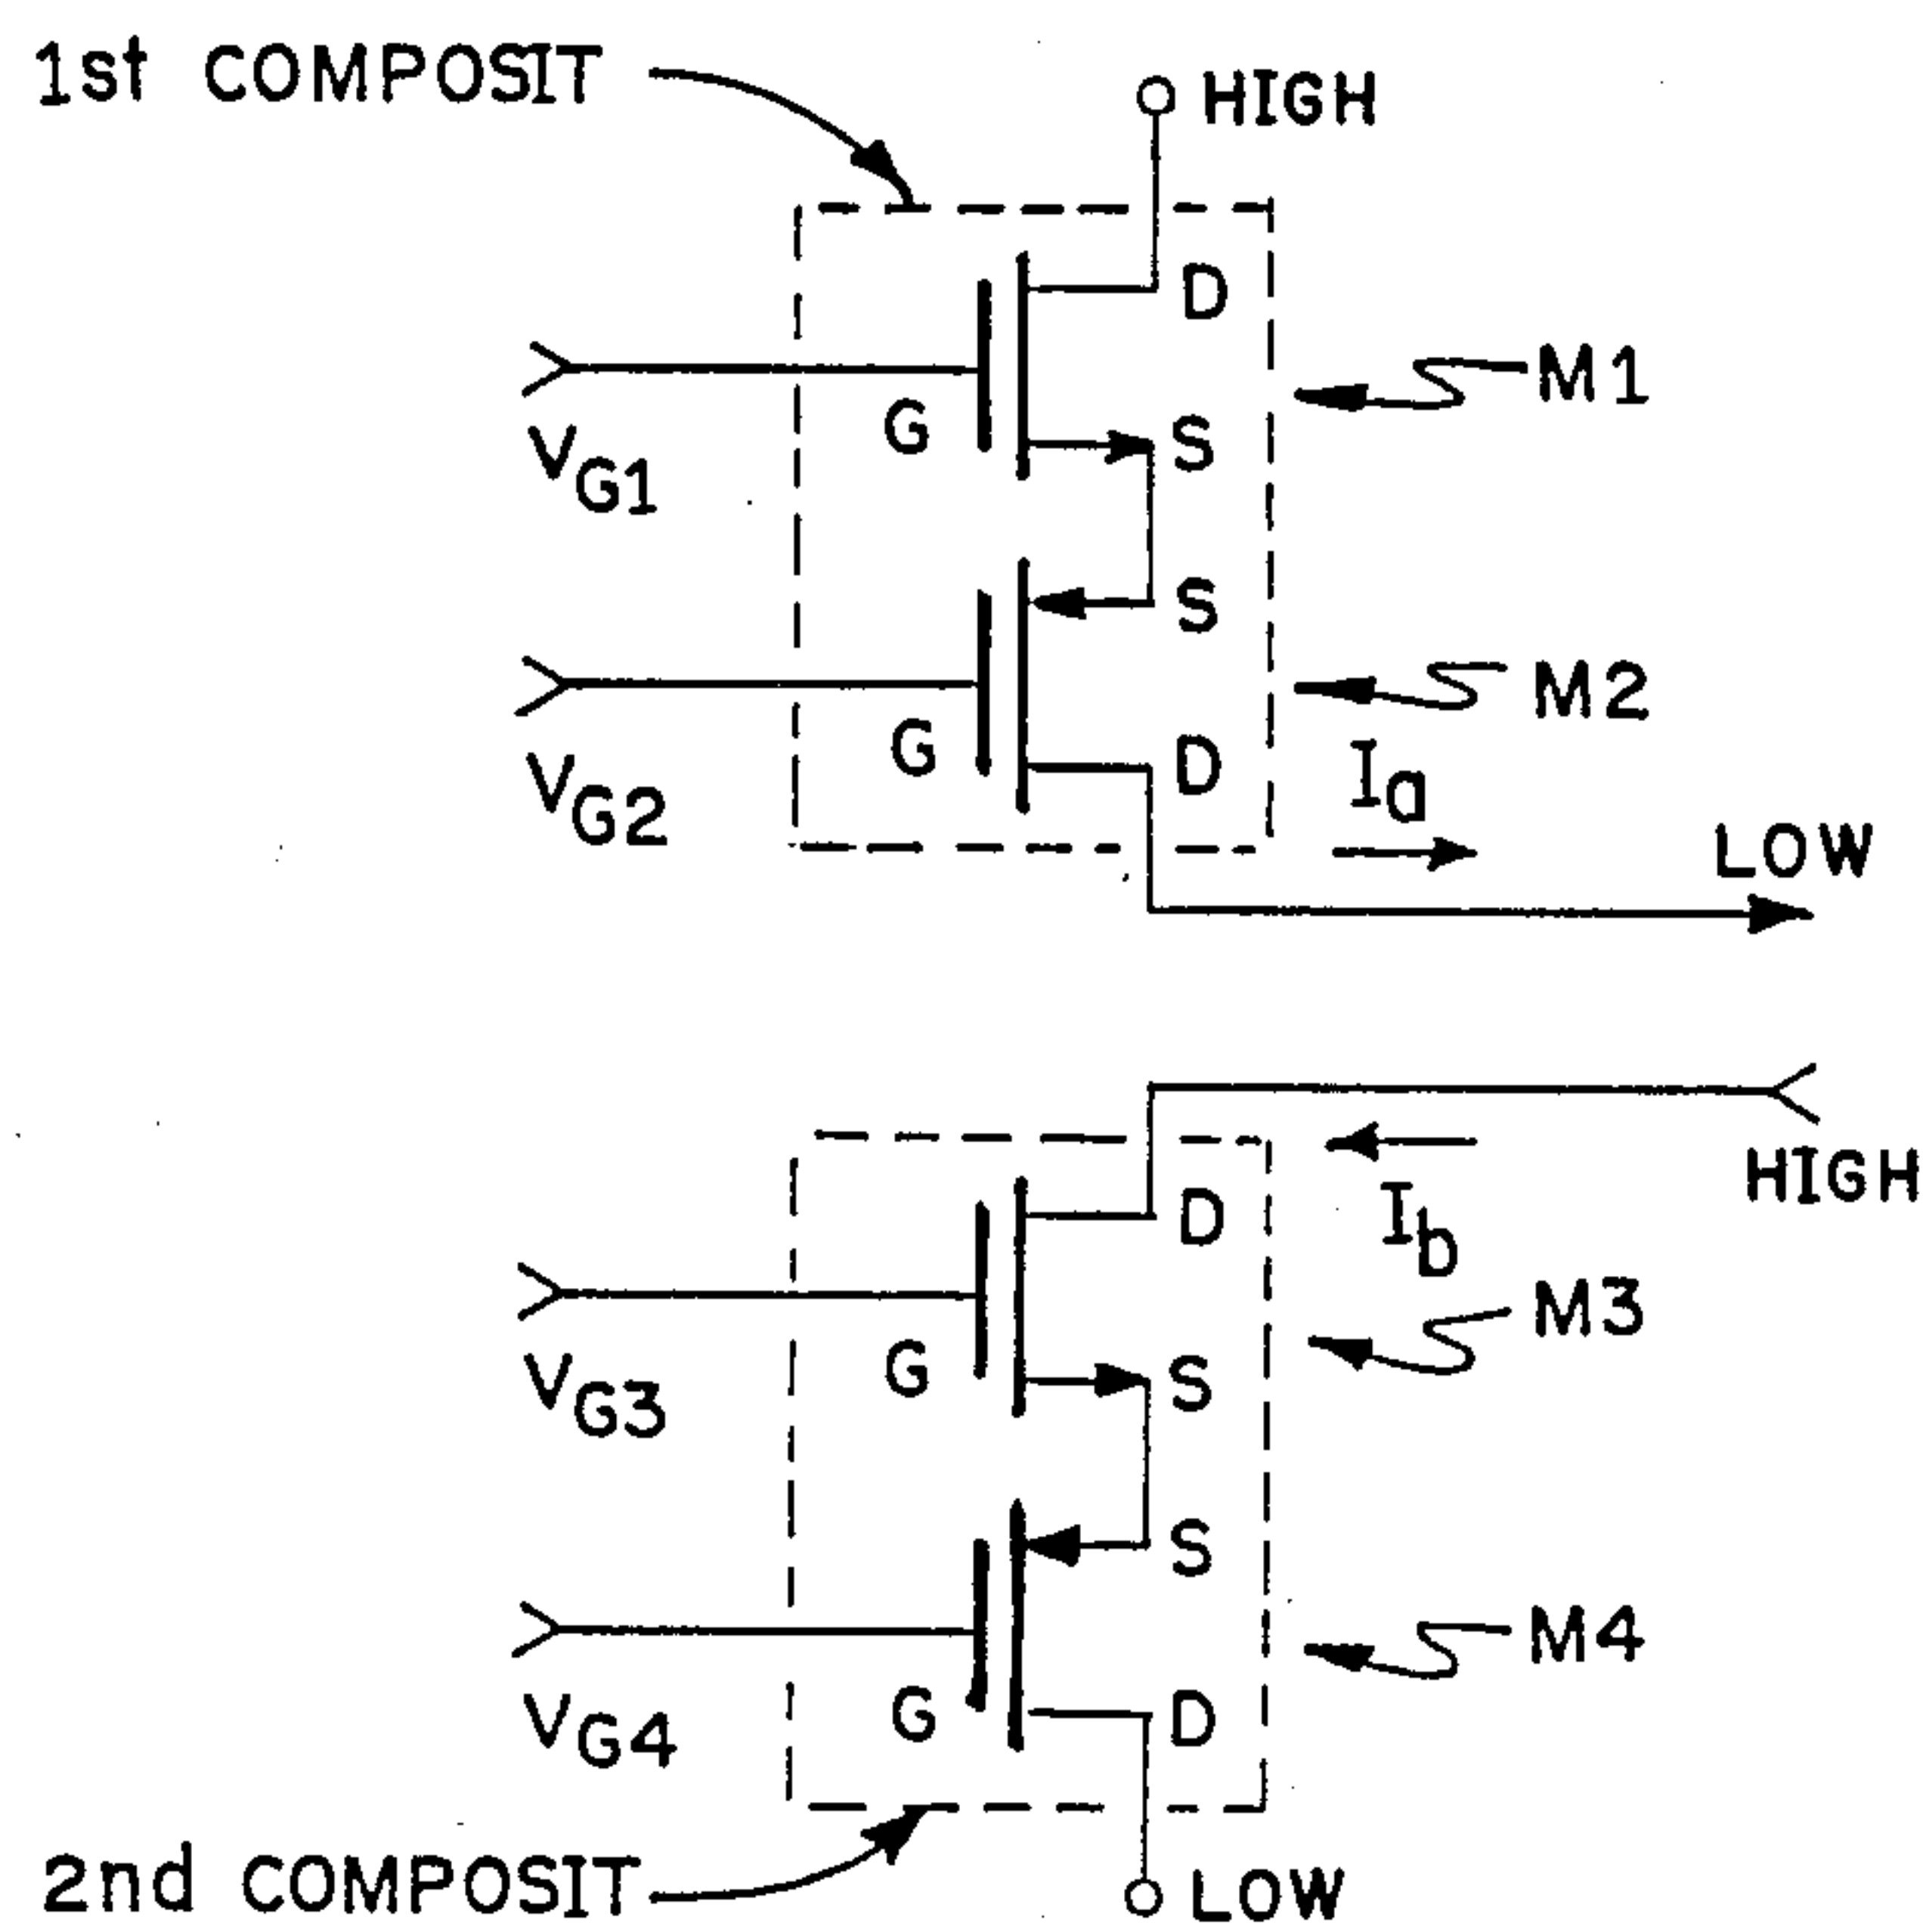 1st COMPOSIT
HIGH
D
M1
G
S
VG1
S
M2
G
D
VG2
Ia
LOW
HIGH
D
Ib
M3
G
S
VG3
S
M4
G
D
VG4
2nd COMPOSIT
LOW